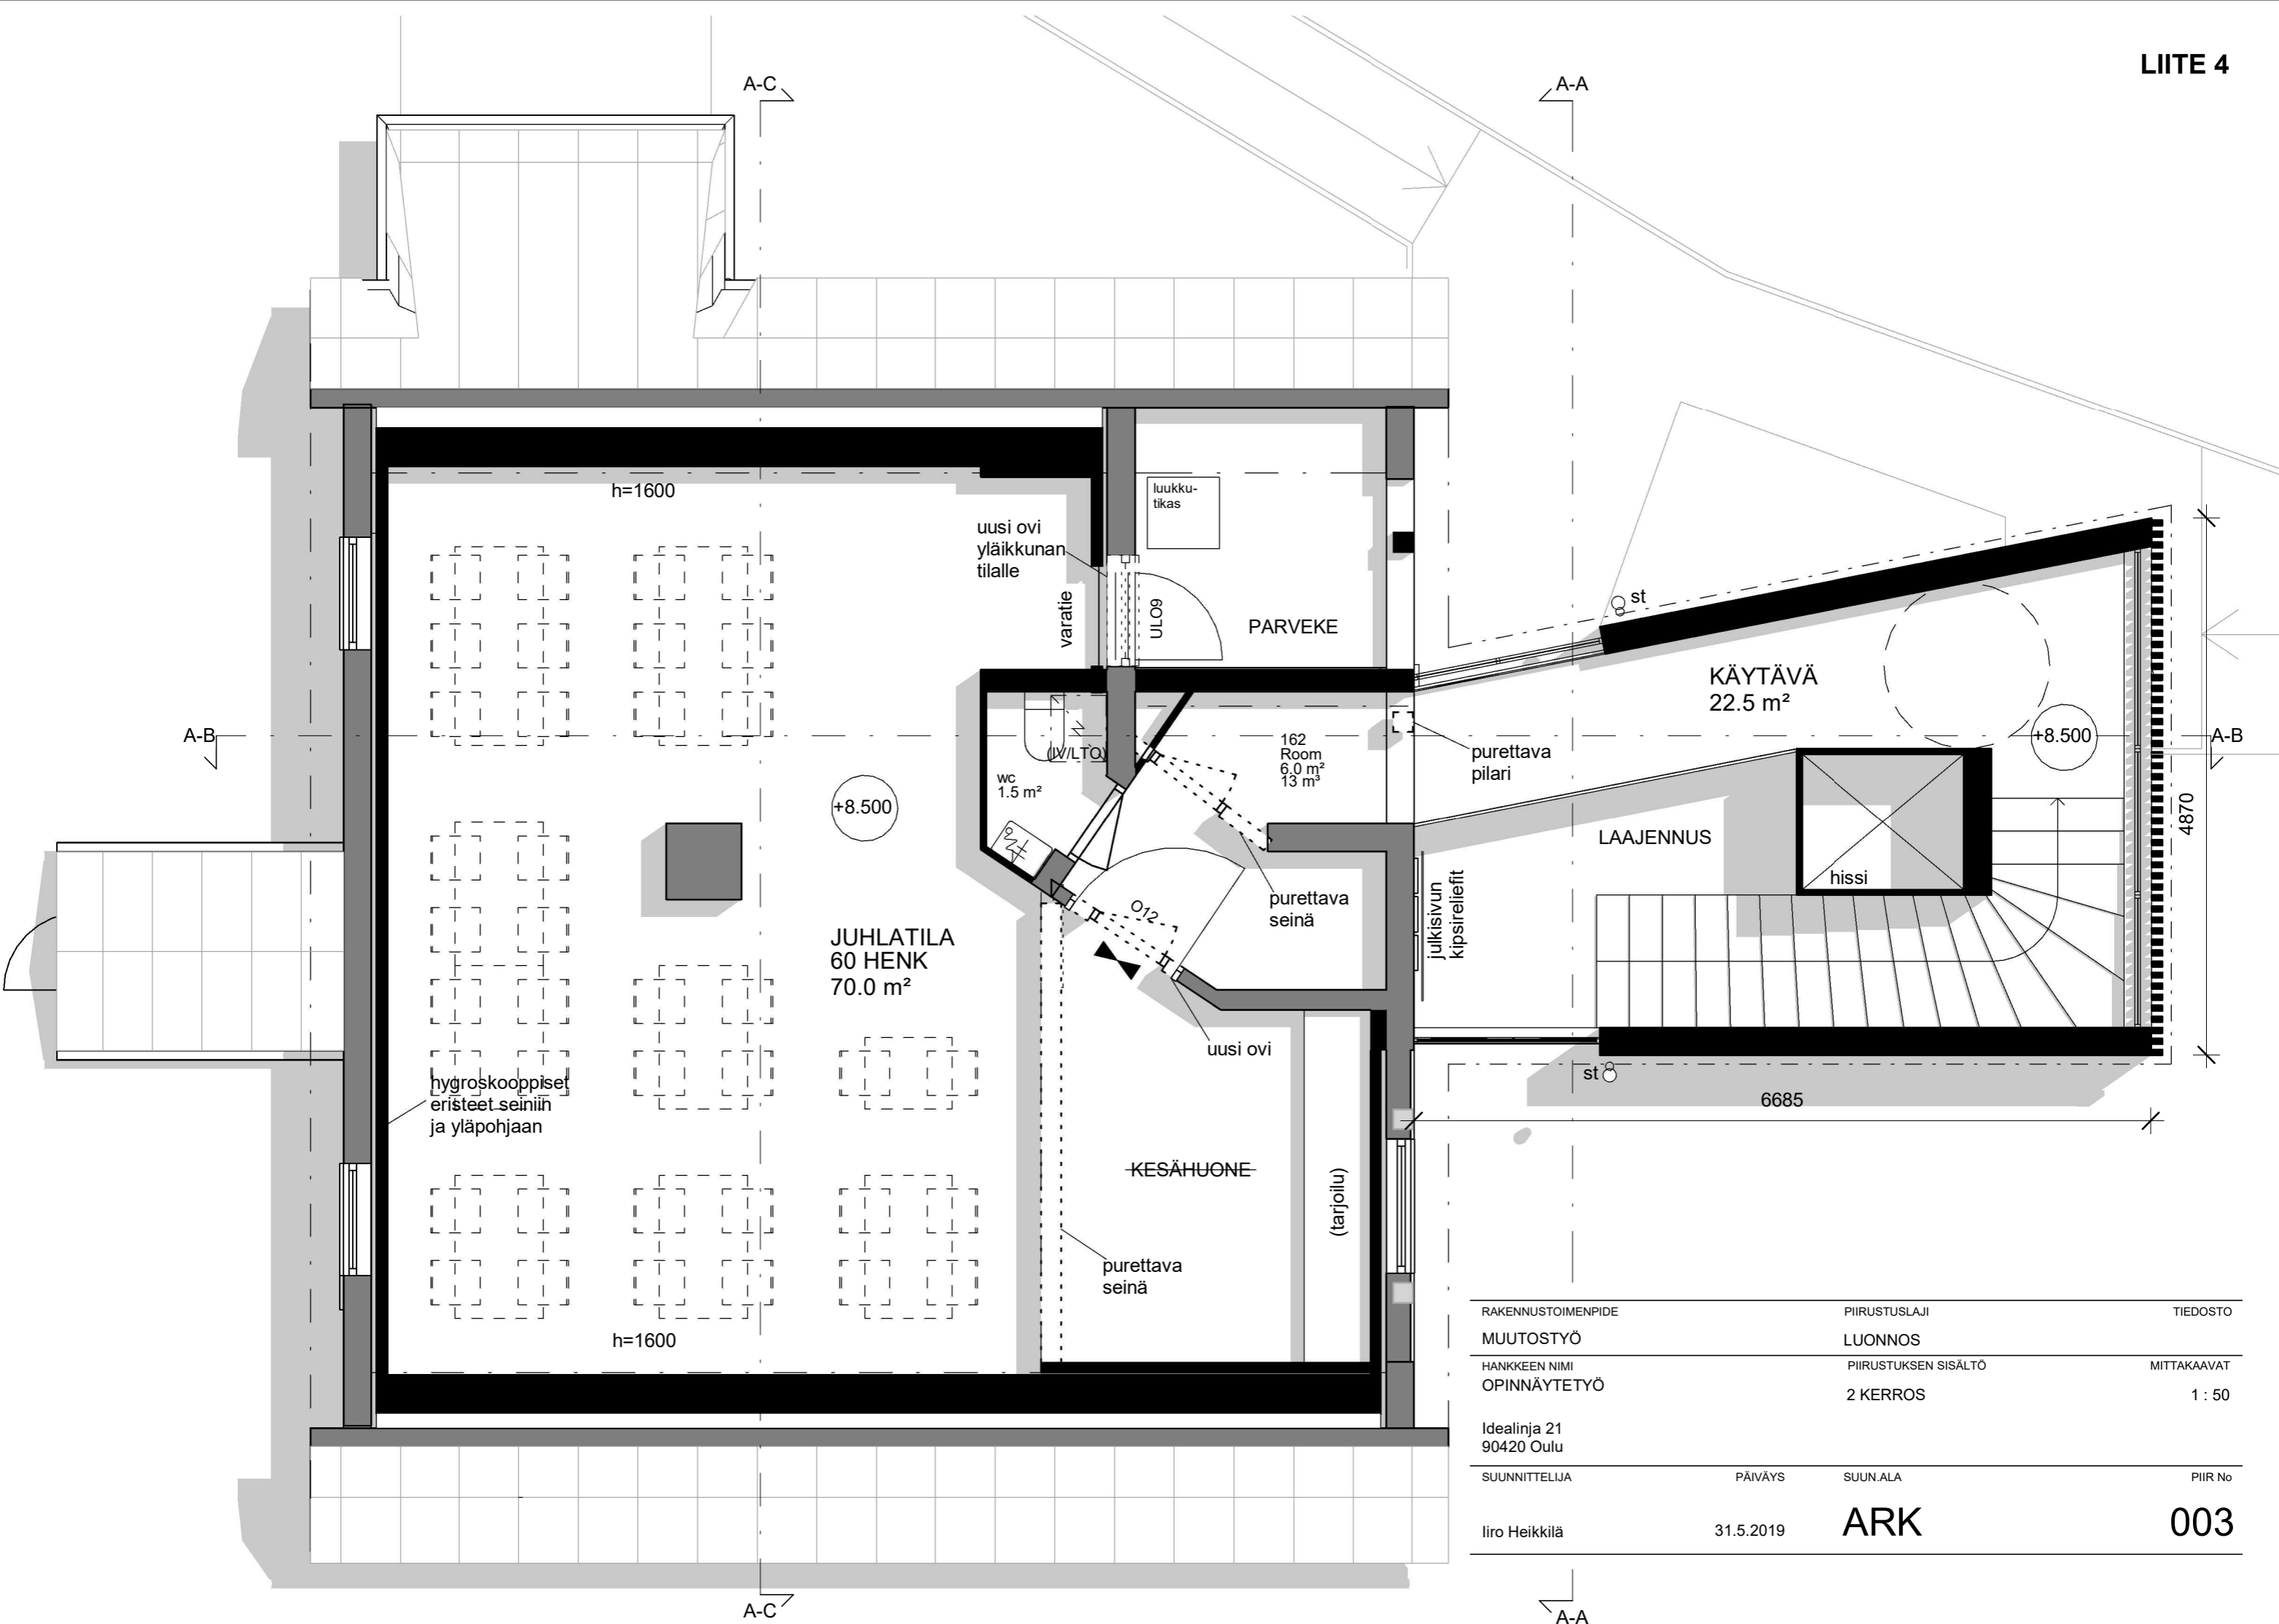 LIITE 4
A-C
A-A
h=1600
luukku-
tikas
uusi ovi
yläikkunan
tilalle
varatie
ULO9
PARVEKE
st
KÄYTÄVÄ
22.5 m²
+8.500
A-B
A-B
(IV/LTO)
wc
1.5 m²
162
Room
6.0 m²
13 m³
purettava
pilari
+8.500
LAAJENNUS
hissi
4870
purettava
seinä
julkisivun
kipsireliefit
O12
JUHLATILA
60 HENK
70.0 m²
uusi ovi
st
6685
hygroskooppiset
eristeet seiniin
ja yläpohjaan
KESÄHUONE
(tarjoilu)
purettava
seinä
h=1600
RAKENNUSTOIMENPIDE PIIRUSTUSLAJI TIEDOSTO
MUUTOSTYÖ LUONNOS
HANKKEEN NIMI PIIRUSTUKSEN SISÄLTÖ MITTAKAAVAT
OPINNÄYTETYÖ 2 KERROS 1 : 50
Idealinja 21
90420 Oulu
SUUNNITTELIJA PÄIVÄYS SUUN.ALA PIIR No
Iiro Heikkilä 31.5.2019 ARK 003
A-C
A-A